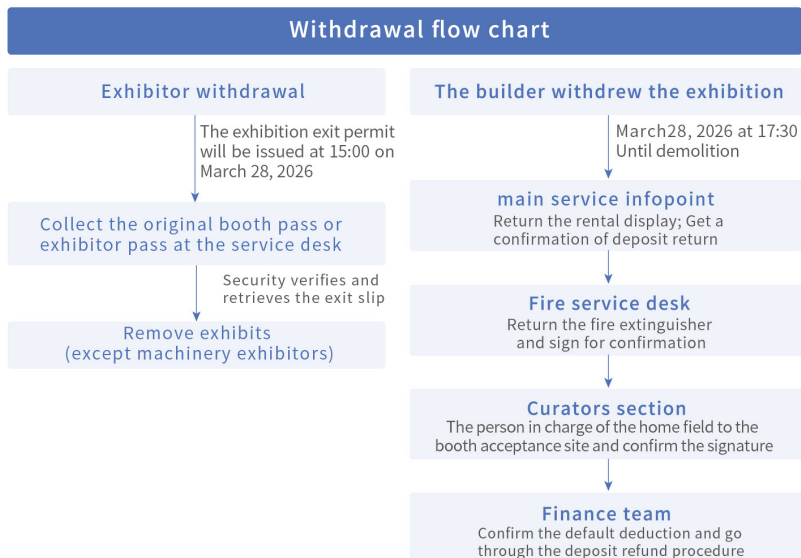 Withdrawal flow chart
Exhibitor withdrawal
The exhibition exit permit
will be issued at 15:00 on
March 28, 2026
Collect the original booth pass or
exhibitor pass at the service desk
Security verifies and
retrieves the exit slip
Remove exhibits
(except machinery exhibitors)
The builder withdrew the exhibition
March28, 2026 at 17:30
Until demolition
main service infopoint
Return the rental display; Get a
confirmation of deposit return
Fire service desk
Return the fire extinguisher
and sign for confirmation
Curators section
The person in charge of the home field to the
booth acceptance site and confirm the signature
Finance team
Confirm the default deduction and go
through the deposit refund procedure